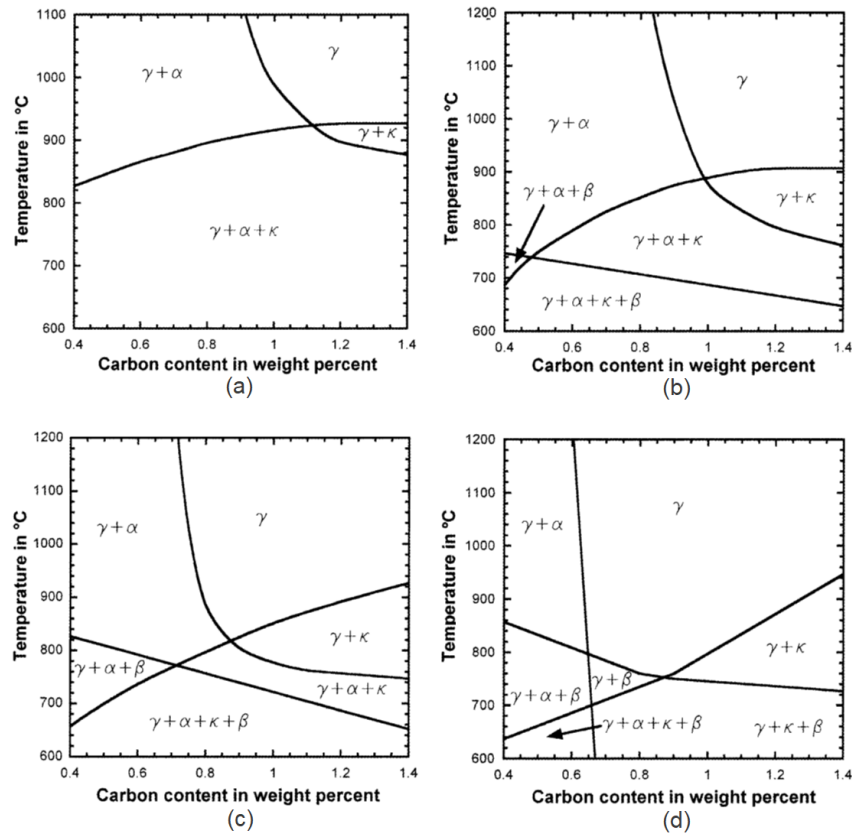 1100
1000
900
800
700
600
0.4
0.6
0.8
1
1.2
1.4
Temperature in °C
Carbon content in weight percent
γ+α
γ
γ+κ
γ+α+κ
(a)
1200
1100
1000
900
800
700
600
0.4
0.6
0.8
1
1.2
1.4
Temperature in °C
Carbon content in weight percent
γ
γ+α
γ+α+β
γ+κ
γ+α+κ
γ+α+κ+β
(b)
1200
1100
1000
900
800
700
600
0.4
0.6
0.8
1
1.2
1.4
Temperature in °C
Carbon content in weight percent
γ+α
γ
γ+κ
γ+α+β
γ+α+κ
γ+α+κ+β
(c)
1200
1100
1000
900
800
700
600
0.4
0.6
0.8
1
1.2
1.4
Temperature in °C
Carbon content in weight percent
γ
γ+α
γ+κ
γ+β
γ+α+β
γ+α+κ+β
γ+κ+β
(d)